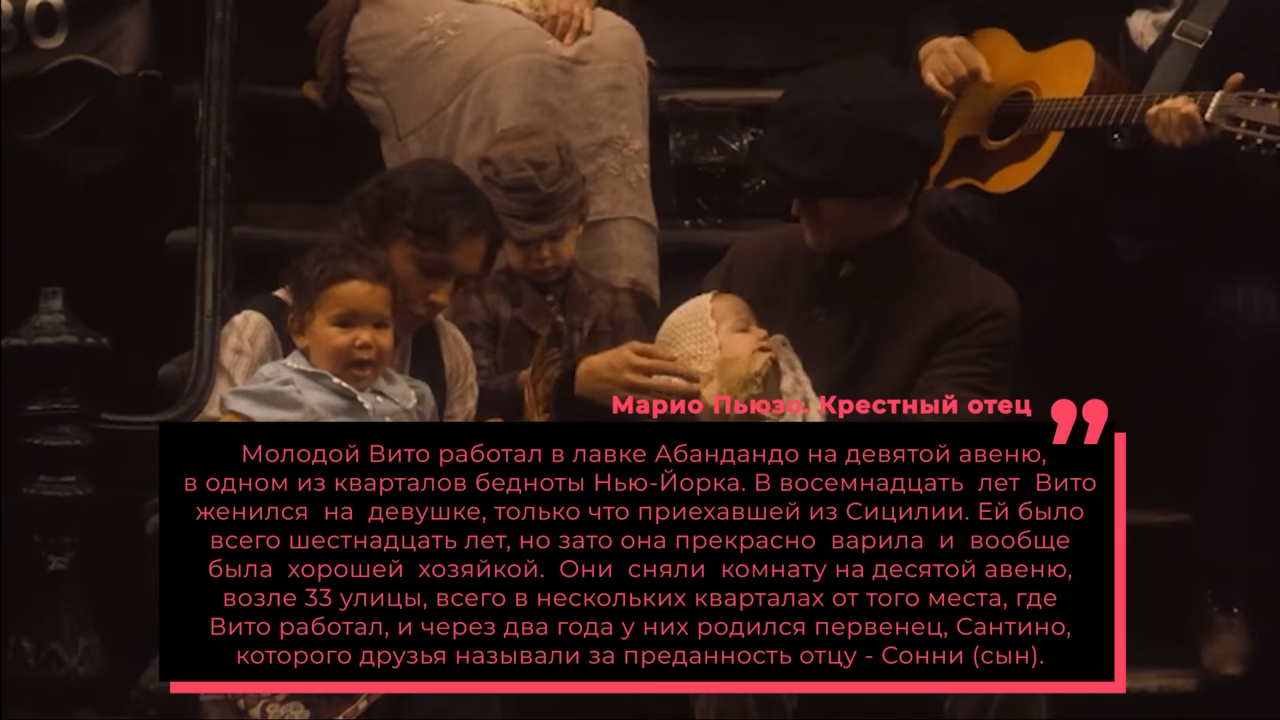 30
Марио Пьюзо. Крестный отец
Молодой Вито работал в лавке Абандандо на девятой авеню,
в одном из кварталов бедноты Нью-Йорка. В восемнадцать лет Вито
женился на девушке, только что приехавшей из Сицилии. Ей было
всего шестнадцать лет, но зато она прекрасно варила и вообще
была хорошей хозяйкой. Они сняли комнату на десятой авеню,
возле 33 улицы, всего в нескольких кварталах от того места, где
Вито работал, и через два года у них родился первенец, Сантино,
которого друзья называли за преданность отцу - Сонни (сын).